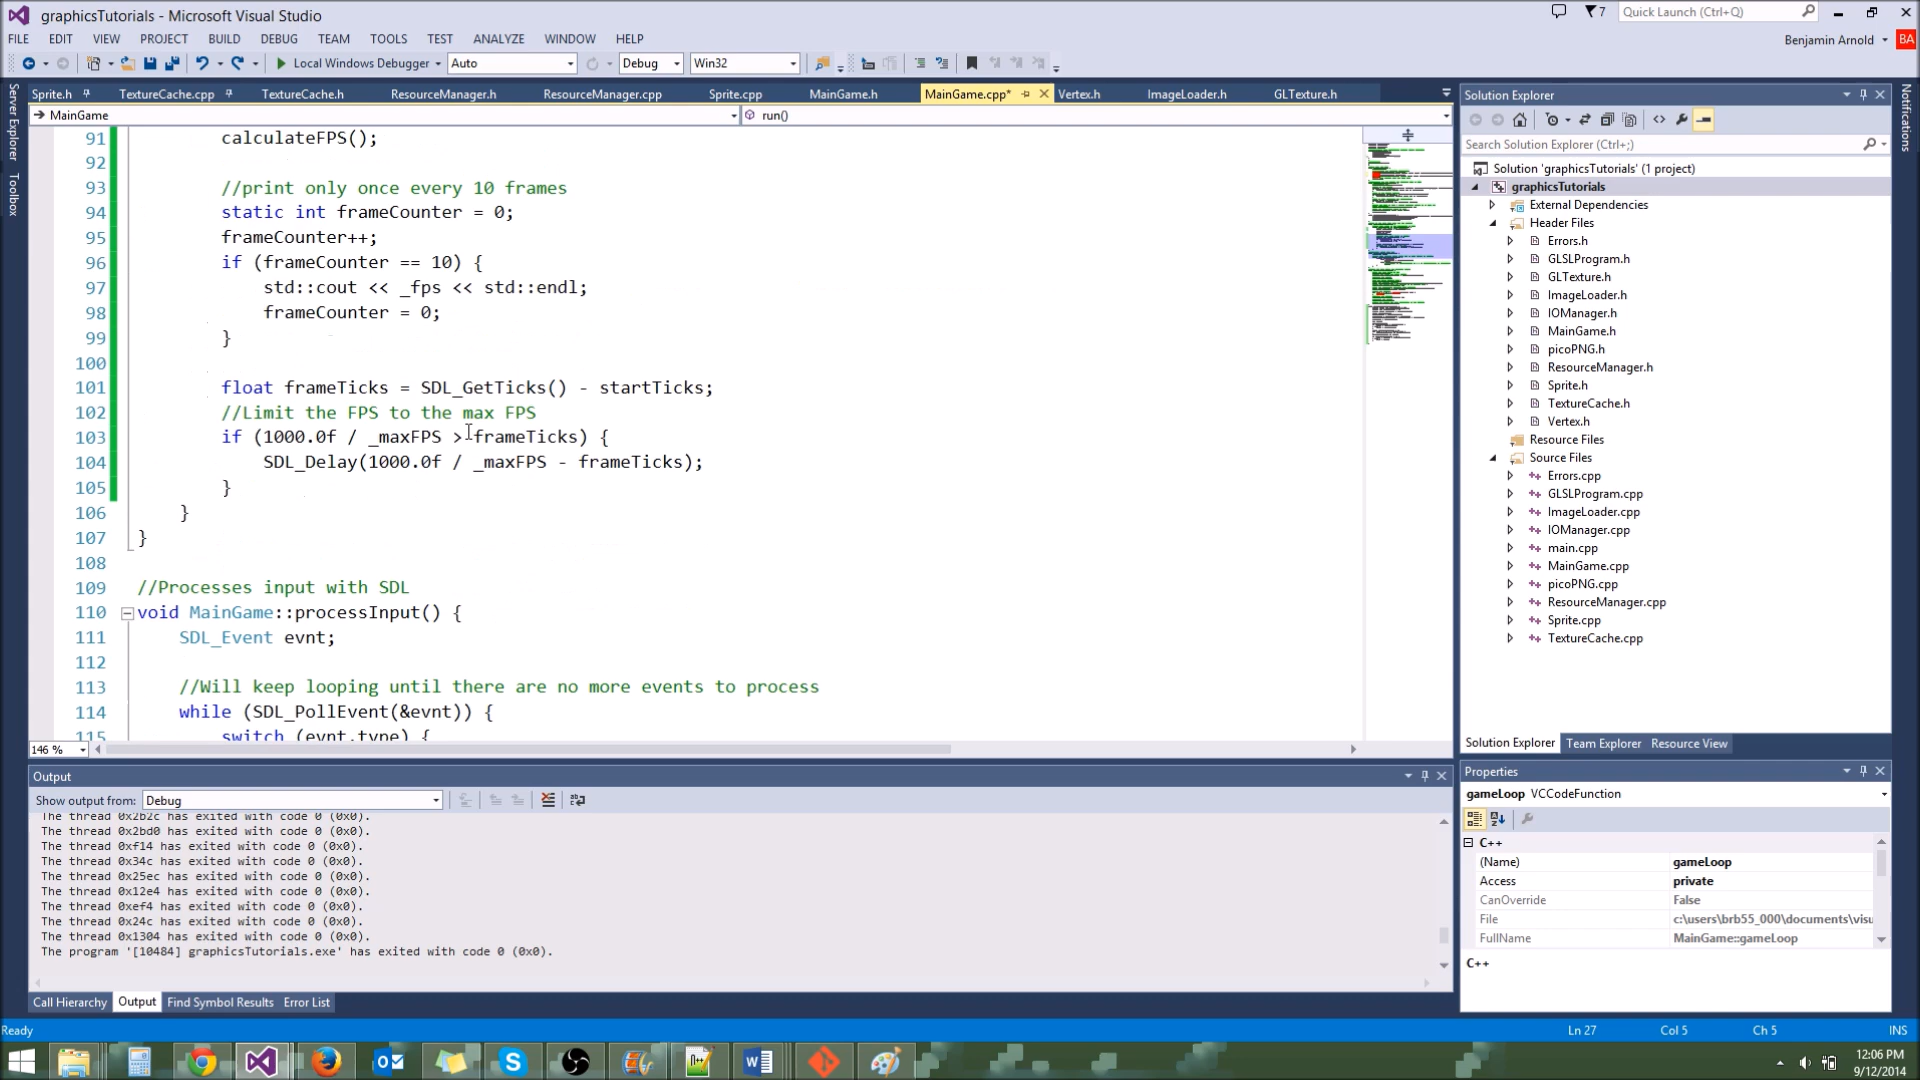 graphicsTutorials - Microsoft Visual Studio
7
Quick Launch (Ctrl+Q)
FILE EDIT VIEW PROJECT BUILD DEBUG TEAM TOOLS TEST ANALYZE WINDOW HELP
Benjamin Arnold BA
Local Windows Debugger Auto Debug Win32
Sprite.h TextureCache.cpp TextureCache.h ResourceManager.h ResourceManager.cpp Sprite.cpp MainGame.h MainGame.cpp* Vertex.h ImageLoader.h GLTexture.h
MainGame run()
91 calculateFPS();
92
93 //print only once every 10 frames
94 static int frameCounter = 0;
95 frameCounter++;
96 if (frameCounter == 10) {
97 std::cout << _fps << std::endl;
98 frameCounter = 0;
99 }
100
101 float frameTicks = SDL_GetTicks() - startTicks;
102 //Limit the FPS to the max FPS
103 if (1000.0f / _maxFPS > frameTicks) {
104 SDL_Delay(1000.0f / _maxFPS - frameTicks);
105 }
106 }
107 }
108
109 //Processes input with SDL
110 void MainGame::processInput() {
111 SDL_Event evnt;
112
113 //Will keep looping until there are no more events to process
114 while (SDL_PollEvent(&evnt)) {
115 switch (evnt.type) {
146 %
Output
Show output from: Debug
The thread 0x2b2c has exited with code 0 (0x0).
The thread 0x2bd0 has exited with code 0 (0x0).
The thread 0xf14 has exited with code 0 (0x0).
The thread 0x34c has exited with code 0 (0x0).
The thread 0x25ec has exited with code 0 (0x0).
The thread 0x12e4 has exited with code 0 (0x0).
The thread 0xef4 has exited with code 0 (0x0).
The thread 0x24c has exited with code 0 (0x0).
The thread 0x1304 has exited with code 0 (0x0).
The program '[10484] graphicsTutorials.exe' has exited with code 0 (0x0).
Call Hierarchy Output Find Symbol Results Error List
Server Explorer
Toolbox
Notifications
Solution Explorer
Search Solution Explorer (Ctrl+;)
Solution 'graphicsTutorials' (1 project)
graphicsTutorials
External Dependencies
Header Files
Errors.h
GLSLProgram.h
GLTexture.h
ImageLoader.h
IOManager.h
MainGame.h
picoPNG.h
ResourceManager.h
Sprite.h
TextureCache.h
Vertex.h
Resource Files
Source Files
Errors.cpp
GLSLProgram.cpp
ImageLoader.cpp
IOManager.cpp
main.cpp
MainGame.cpp
picoPNG.cpp
ResourceManager.cpp
Sprite.cpp
TextureCache.cpp
Solution Explorer Team Explorer Resource View
Properties
gameLoop VCCodeFunction
C++
(Name) gameLoop
Access private
CanOverride False
File c:\users\brb55_000\documents\visu
FullName MainGame::gameLoop
C++
Ready Ln 27 Col 5 Ch 5 INS
12:06 PM
9/12/2014